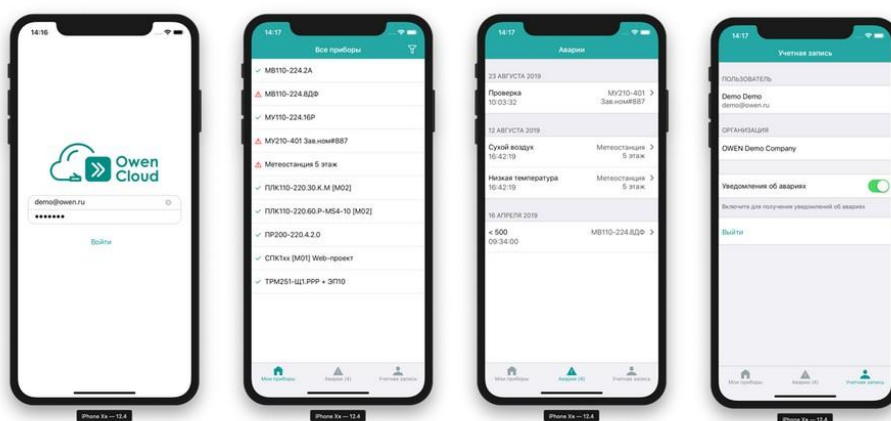 14:16
Owen
Cloud
demo@owen.ru
•••••••
Войти
iPhone Xs — 12.4
14:17
Все приборы
МВ110-224.2А
МВ110-224.8ДФ
МУ110-224.16Р
МУ210-401 Зав.ном#887
Метеостанция 5 этаж
ПЛК110-220.30.К.М [М02]
ПЛК110-220.60.Р-MS4-10 [М02]
ПР200-220.4.2.0
СПК1хх [М01] Web-проект
ТРМ251-Щ1.РРР + ЭП10
Мои приборы
Аварии (4)
Учетная запись
iPhone Xs — 12.4
14:17
Аварии
23 АВГУСТА 2019
Проверка МУ210-401
10:03:32 Зав.ном#887
12 АВГУСТА 2019
Сухой воздух Метеостанция
16:42:19 5 этаж
Низкая температура Метеостанция
16:42:19 5 этаж
16 АПРЕЛЯ 2019
< 500 МВ110-224.8ДФ
09:34:00
Мои приборы
Аварии (4)
Учетная запись
iPhone Xs — 12.4
14:17
Учетная запись
ПОЛЬЗОВАТЕЛЬ
Demo Demo
demo@owen.ru
ОРГАНИЗАЦИЯ
OWEN Demo Company
Уведомления об авариях
Включите для получения уведомлений об авариях
Выйти
Мои приборы
Аварии (4)
Учетная запись
iPhone Xs — 12.4